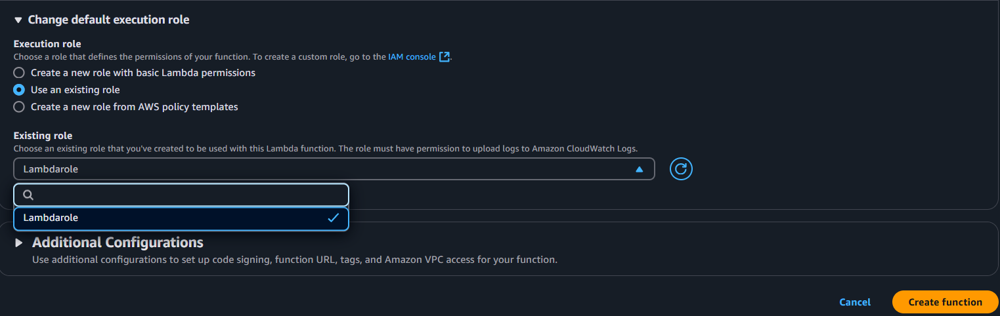 Change default execution role
Execution role
Choose a role that defines the permissions of your function. To create a custom role, go to the IAM console.
Create a new role with basic Lambda permissions
Use an existing role
Create a new role from AWS policy templates
Existing role
Choose an existing role that you've created to be used with this Lambda function. The role must have permission to upload logs to Amazon CloudWatch Logs.
Lambdarole
Lambdarole
Additional Configurations
Use additional configurations to set up code signing, function URL, tags, and Amazon VPC access for your function.
Cancel
Create function